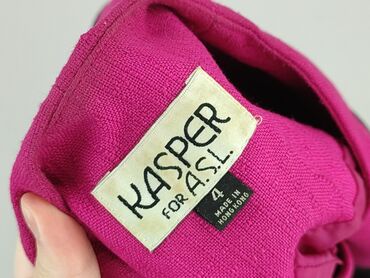 KASPER
FOR A.S.L.
4
MADE IN
HONG KONG